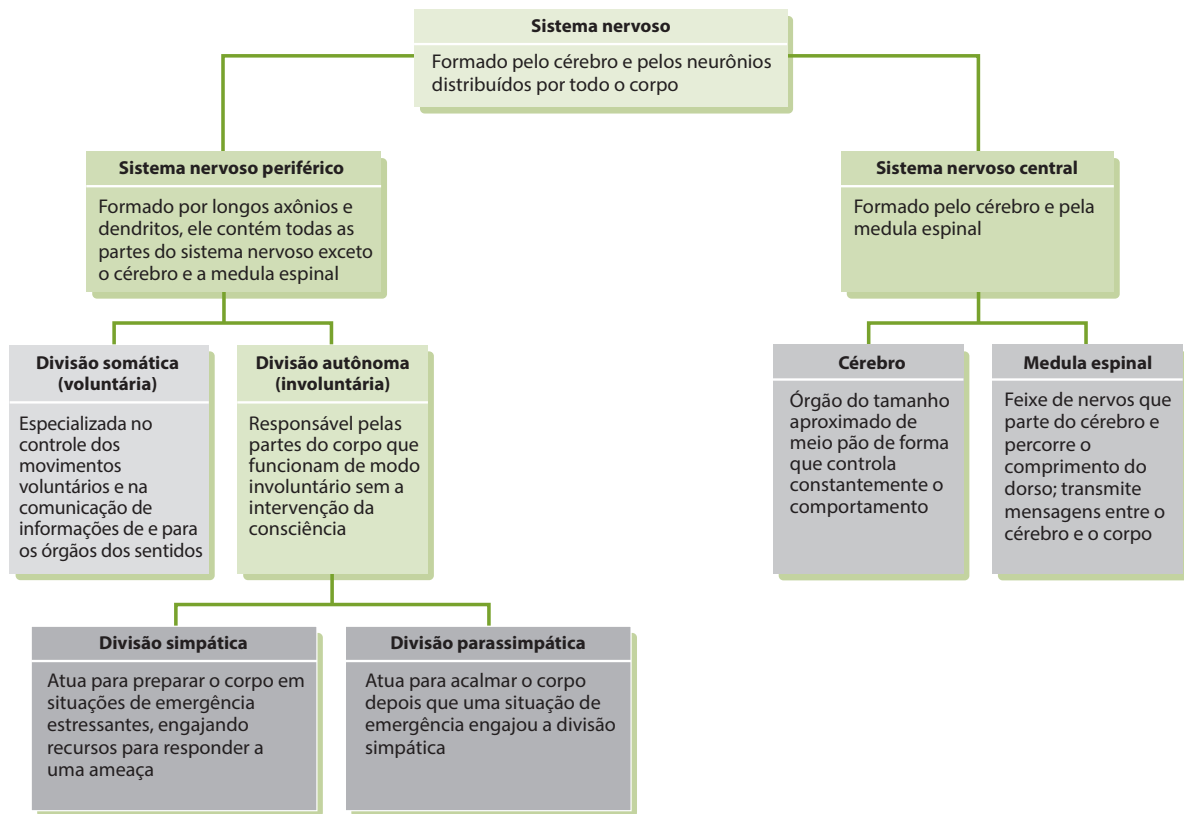 Sistema nervoso
Formado pelo cérebro e pelos neurônios
distribuídos por todo o corpo
Sistema nervoso periférico
Formado por longos axônios e
dendritos, ele contém todas as
partes do sistema nervoso exceto
o cérebro e a medula espinal
Sistema nervoso central
Formado pelo cérebro e pela
medula espinal
Divisão somática
(voluntária)
Especializada no
controle dos
movimentos
voluntários e na
comunicação de
informações de e para
os órgãos dos sentidos
Divisão autônoma
(involuntária)
Responsável pelas
partes do corpo que
funcionam de modo
involuntário sem a
intervenção da
consciência
Cérebro
Órgão do tamanho
aproximado de
meio pão de forma
que controla
constantemente o
comportamento
Medula espinal
Feixe de nervos que
parte do cérebro e
percorre o
comprimento do
dorso; transmite
mensagens entre o
cérebro e o corpo
Divisão simpática
Atua para preparar o corpo em
situações de emergência
estressantes, engajando
recursos para responder a
uma ameaça
Divisão parassimpática
Atua para acalmar o corpo
depois que uma situação de
emergência engajou a divisão
simpática